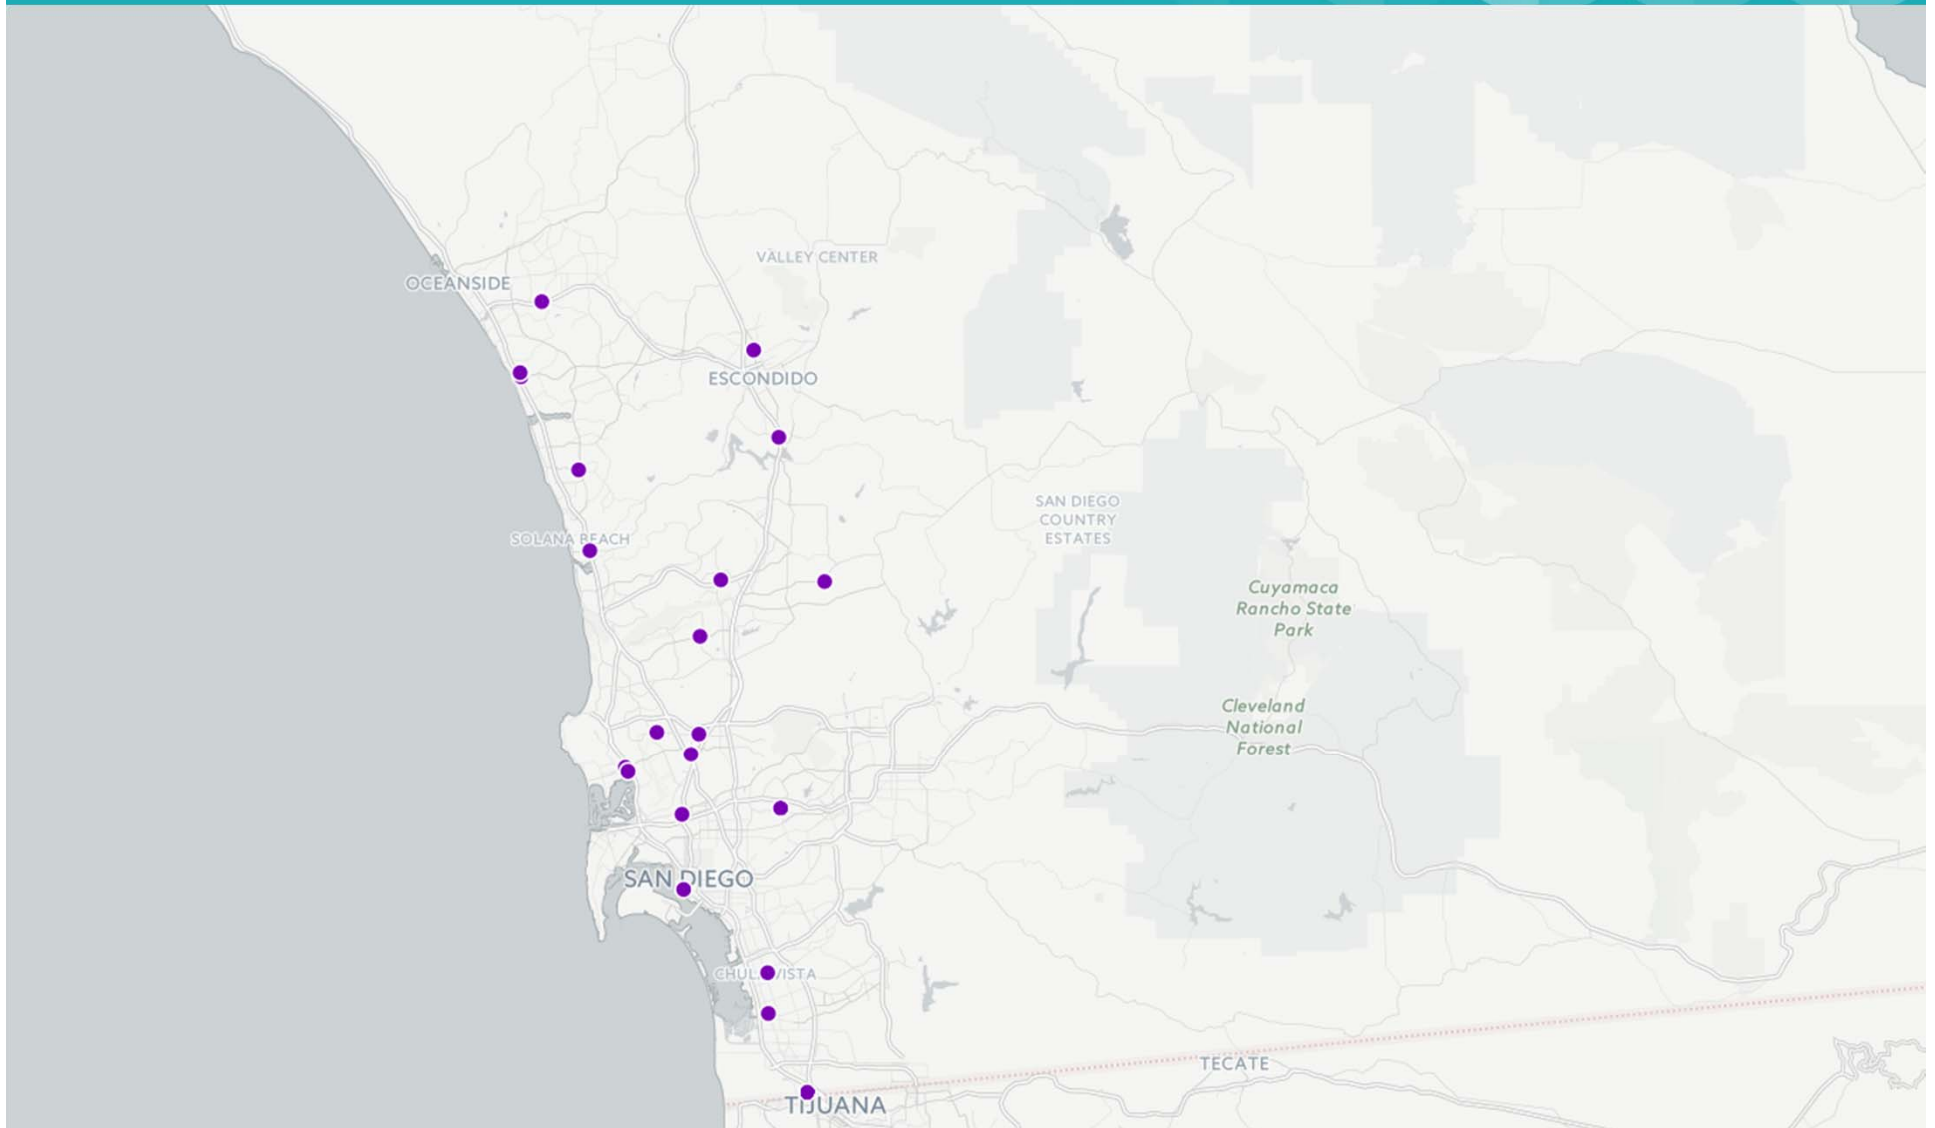 VALLEY CENTER
OCEANSIDE
ESCONDIDO
SAN DIEGO
COUNTRY
ESTATES
SOLANA BEACH
Cuyamaca
Rancho State
Park
Cleveland
National
Forest
SAN DIEGO
CHULA VISTA
TECATE
TIJUANA